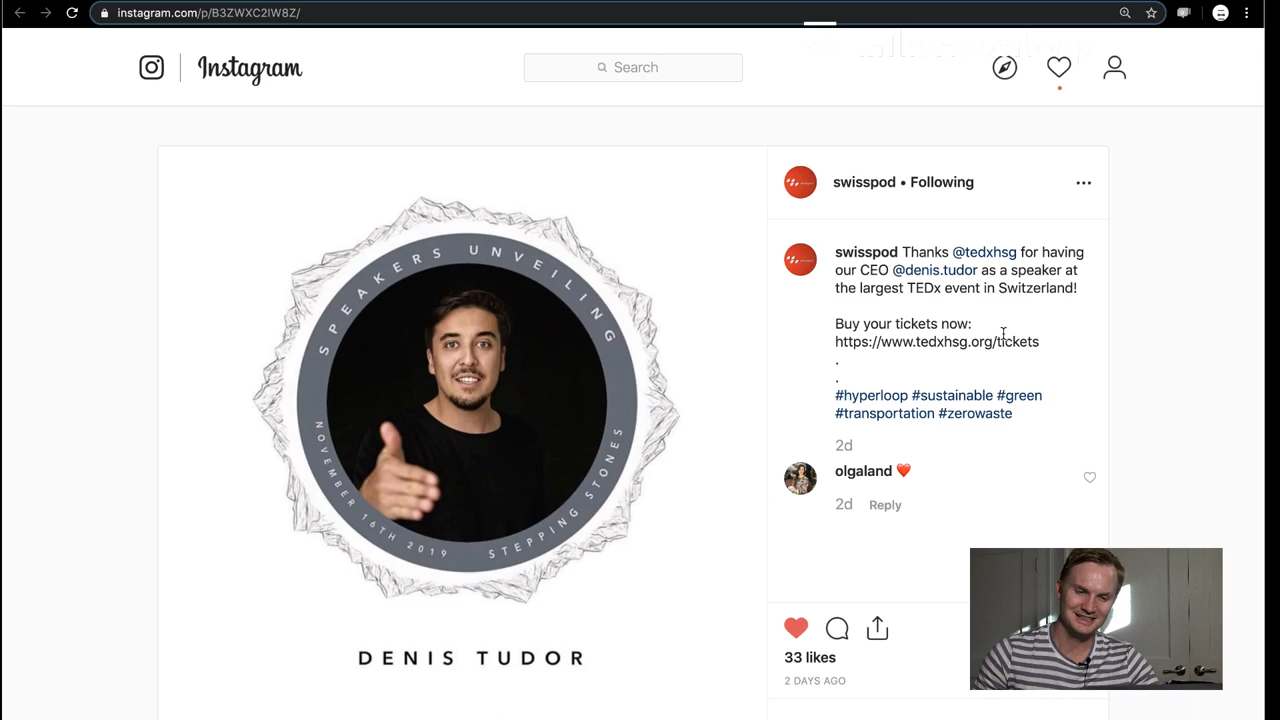 instagram.com/p/B3ZWXC2IW8Z/
Instagram
Search
SPEAKERS UNVEILING
NOVEMBER 16TH 2019 STEPPING STONES
DENIS TUDOR
swisspod • Following
swisspod Thanks @tedxhsg for having
our CEO @denis.tudor as a speaker at
the largest TEDx event in Switzerland!
Buy your tickets now:
https://www.tedxhsg.org/tickets
.
.
#hyperloop #sustainable #green
#transportation #zerowaste
2d
olgaland ❤️
2d Reply
33 likes
2 DAYS AGO